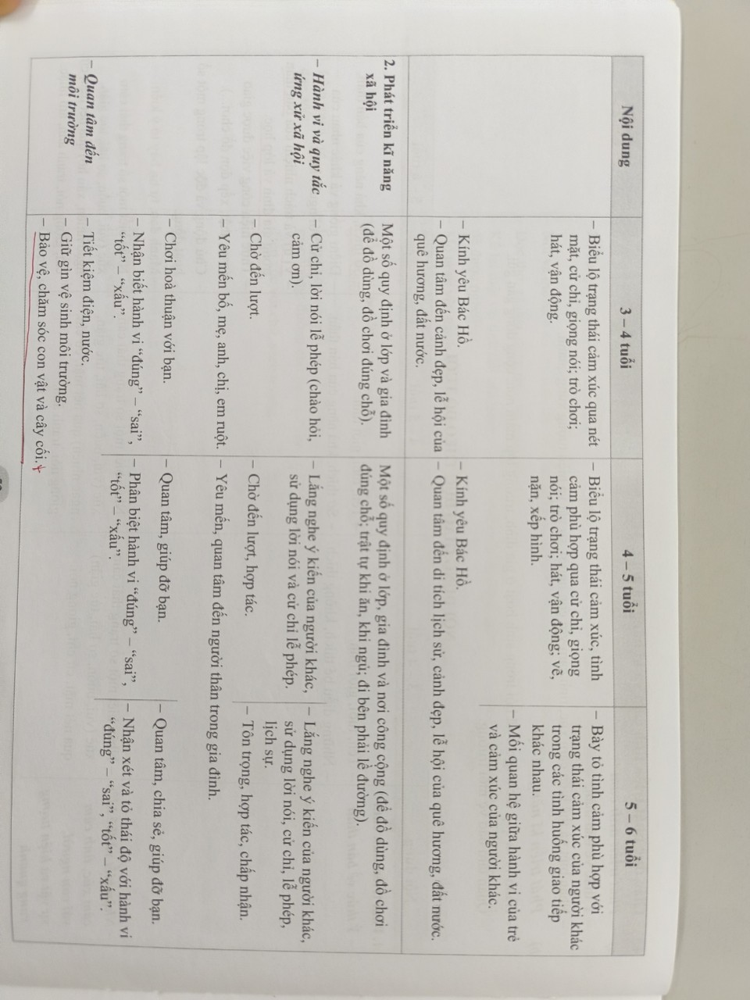 Nội dung
3 – 4 tuổi
4 – 5 tuổi
5 – 6 tuổi
– Biểu lộ trạng thái cảm xúc qua nét
mặt, cử chỉ, giọng nói; trò chơi;
hát, vận động.
– Biểu lộ trạng thái cảm xúc, tình
cảm phù hợp qua cử chỉ, giọng
nói; trò chơi; hát, vận động; vẽ,
nặn, xếp hình.
– Bày tỏ tình cảm phù hợp với
trạng thái cảm xúc của người khác
trong các tình huống giao tiếp
khác nhau.
– Mối quan hệ giữa hành vi của trẻ
và cảm xúc của người khác.
– Kính yêu Bác Hồ.
– Quan tâm đến cảnh đẹp, lễ hội của
quê hương, đất nước.
– Kính yêu Bác Hồ.
– Quan tâm đến di tích lịch sử, cảnh đẹp, lễ hội của quê hương, đất nước.
2. Phát triển kĩ năng
xã hội
– Hành vi và quy tắc
ứng xử xã hội
Một số quy định ở lớp và gia đình
(để đồ dùng, đồ chơi đúng chỗ).
Một số quy định ở lớp, gia đình và nơi công cộng (để đồ dùng, đồ chơi
đúng chỗ; trật tự khi ăn, khi ngủ; đi bên phải lề đường).
– Cử chỉ, lời nói lễ phép (chào hỏi,
cảm ơn).
– Lắng nghe ý kiến của người khác,
sử dụng lời nói và cử chỉ lễ phép.
– Lắng nghe ý kiến của người khác,
sử dụng lời nói, cử chỉ, lễ phép,
lịch sự.
– Chờ đến lượt.
– Chờ đến lượt, hợp tác.
– Tôn trọng, hợp tác, chấp nhận.
– Yêu mến bố, mẹ, anh, chị, em ruột.
– Yêu mến, quan tâm đến người thân trong gia đình.
– Chơi hoà thuận với bạn.
– Quan tâm, giúp đỡ bạn.
– Quan tâm, chia sẻ, giúp đỡ bạn.
– Nhận biết hành vi “đúng” – “sai”,
“tốt” – “xấu”.
– Phân biệt hành vi “đúng” – “sai”,
“tốt” – “xấu”.
– Nhận xét và tỏ thái độ với hành vi
“đúng” – “sai”, “tốt” – “xấu”.
– Quan tâm đến
môi trường
– Tiết kiệm điện, nước.
– Giữ gìn vệ sinh môi trường.
– Bảo vệ, chăm sóc con vật và cây cối.